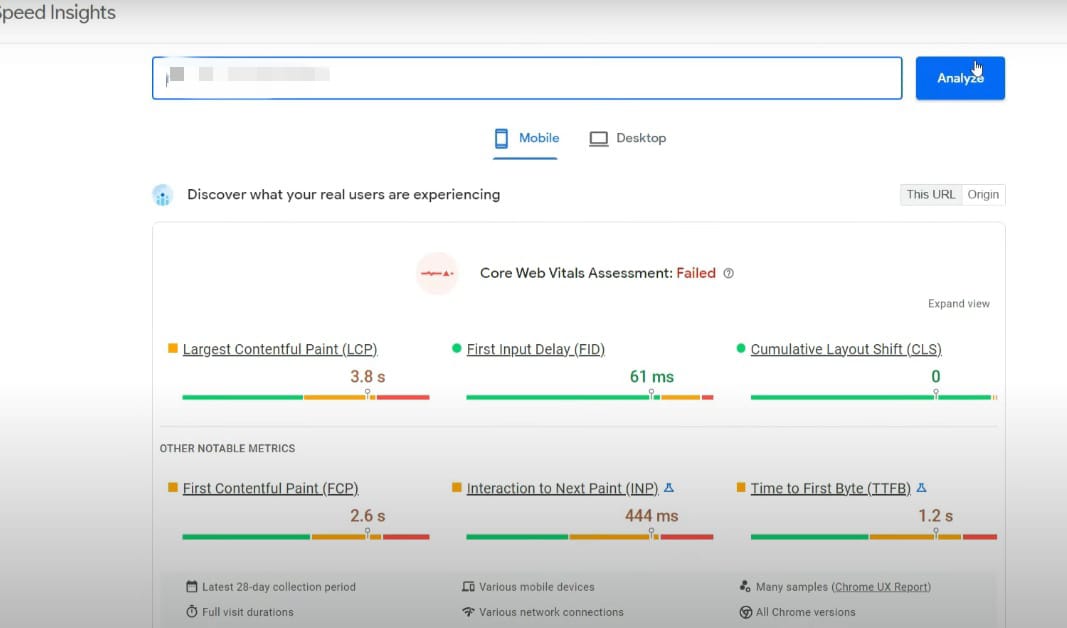 Speed Insights
Analyze
Mobile Desktop
Discover what your real users are experiencing
This URL Origin
Core Web Vitals Assessment: Failed
Expand view
Largest Contentful Paint (LCP) First Input Delay (FID) Cumulative Layout Shift (CLS)
3.8 s 61 ms 0
OTHER NOTABLE METRICS
First Contentful Paint (FCP) Interaction to Next Paint (INP) Time to First Byte (TTFB)
2.6 s 444 ms 1.2 s
Latest 28-day collection period Various mobile devices Many samples (Chrome UX Report)
Full visit durations Various network connections All Chrome versions